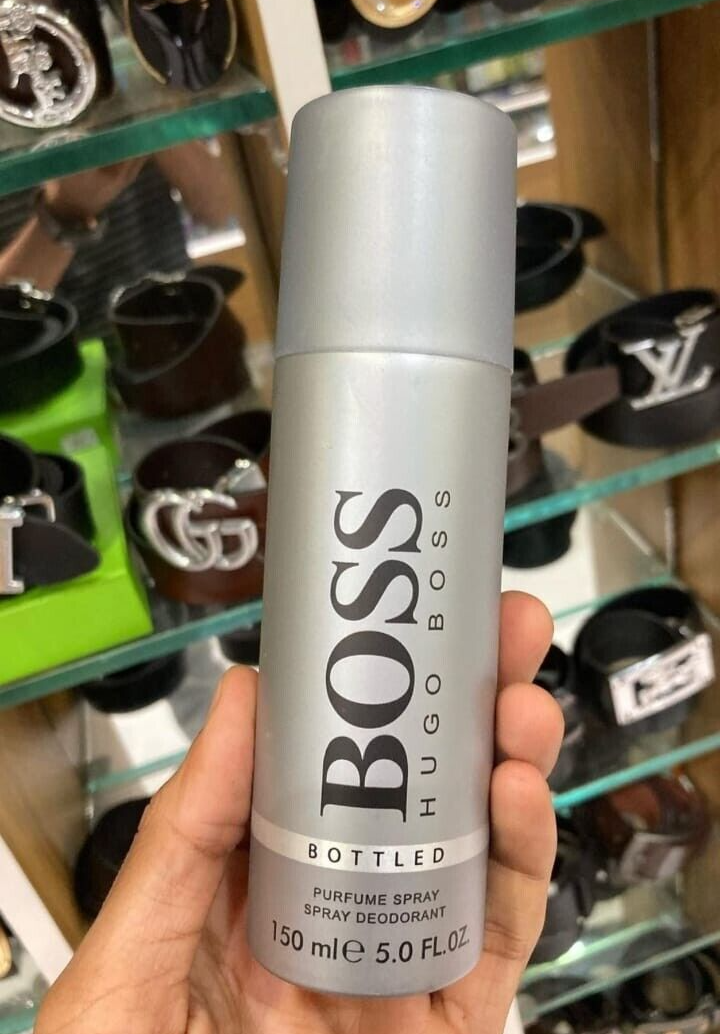 BOSS
HUGO BOSS
BOTTLED
PURFUME SPRAY
SPRAY DEODORANT
150 ml℮ 5.0 FL.OZ.